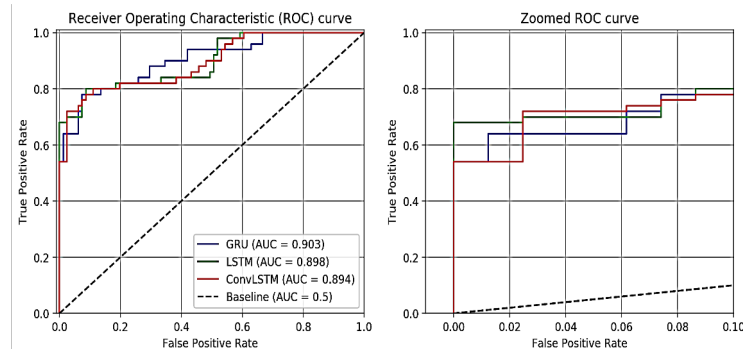 Receiver Operating Characteristic (ROC) curve
True Positive Rate
1.0
0.8
0.6
0.4
0.2
0.0
GRU (AUC = 0.903)
LSTM (AUC = 0.898)
ConvLSTM (AUC = 0.894)
Baseline (AUC = 0.5)
0.0 0.2 0.4 0.6 0.8 1.0
False Positive Rate
Zoomed ROC curve
True Positive Rate
1.0
0.8
0.6
0.4
0.2
0.0
0.00 0.02 0.04 0.06 0.08 0.10
False Positive Rate